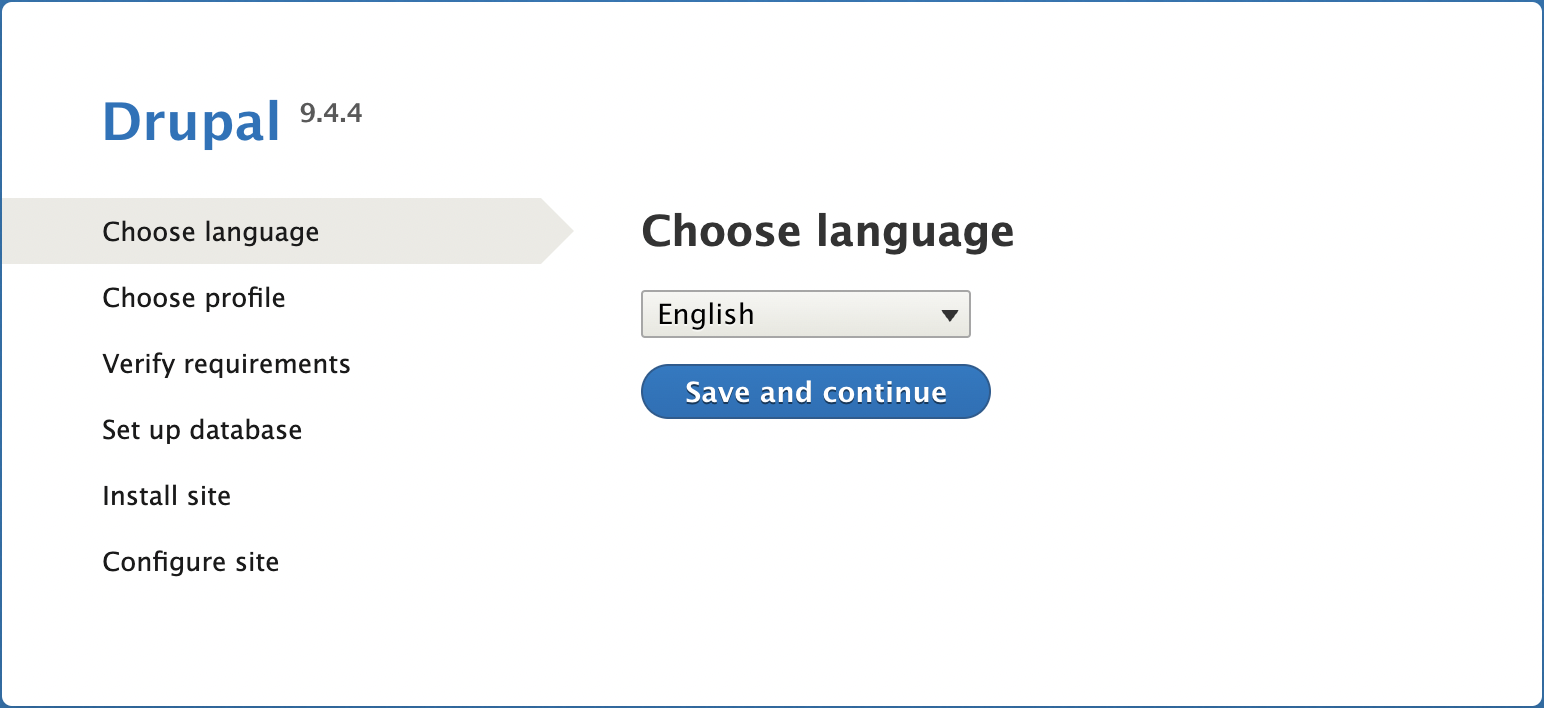 Drupal 9.4.4
Choose language
Choose profile
Verify requirements
Set up database
Install site
Configure site
Choose language
English
Save and continue